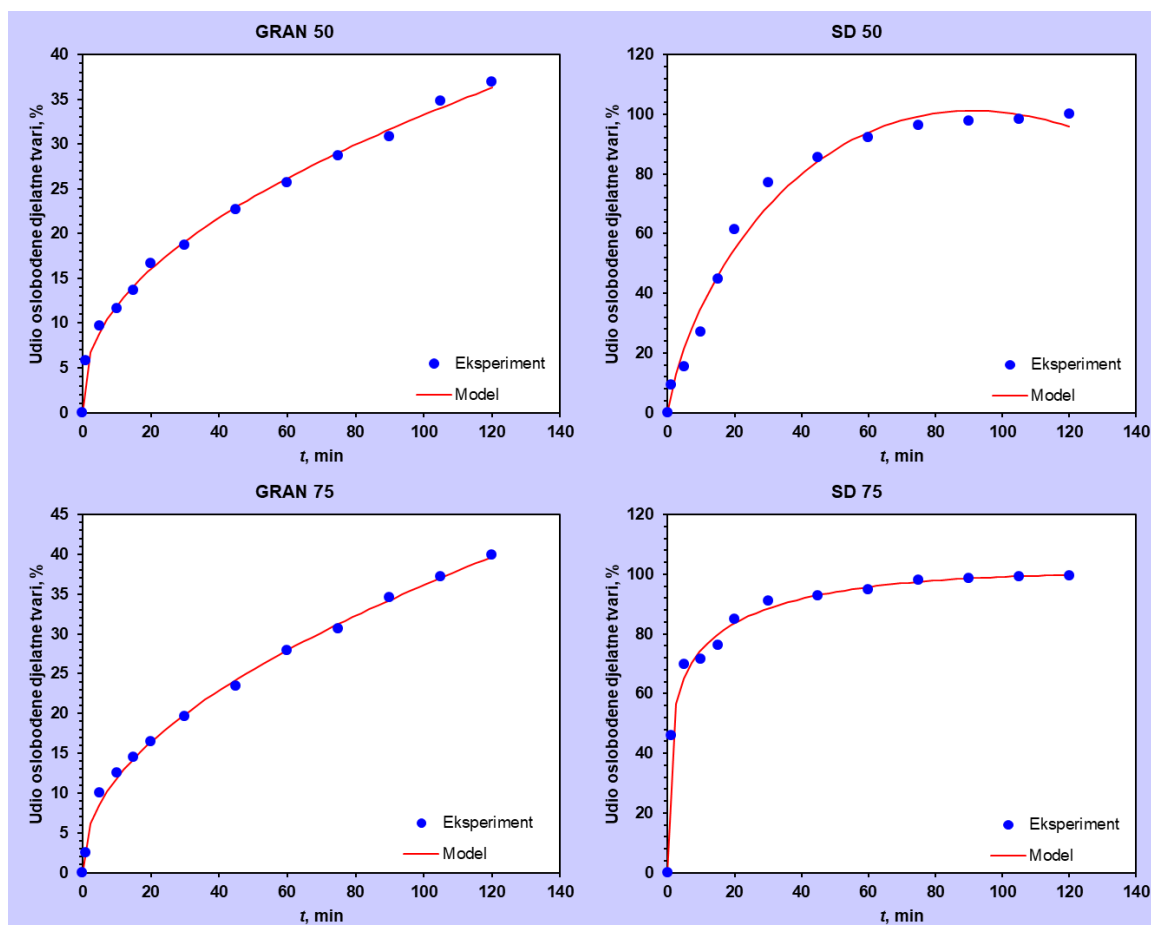 GRAN 50
Udio oslobođene djelatne tvari, %
40
35
30
25
20
15
10
5
0
0 20 40 60 80 100 120 140
t, min
Eksperiment
Model
SD 50
Udio oslobođene djelatne tvari, %
120
100
80
60
40
20
0
0 20 40 60 80 100 120 140
t, min
Eksperiment
Model
GRAN 75
Udio oslobođene djelatne tvari, %
45
40
35
30
25
20
15
10
5
0
0 20 40 60 80 100 120 140
t, min
Eksperiment
Model
SD 75
Udio oslobođene djelatne tvari, %
120
100
80
60
40
20
0
0 20 40 60 80 100 120 140
t, min
Eksperiment
Model